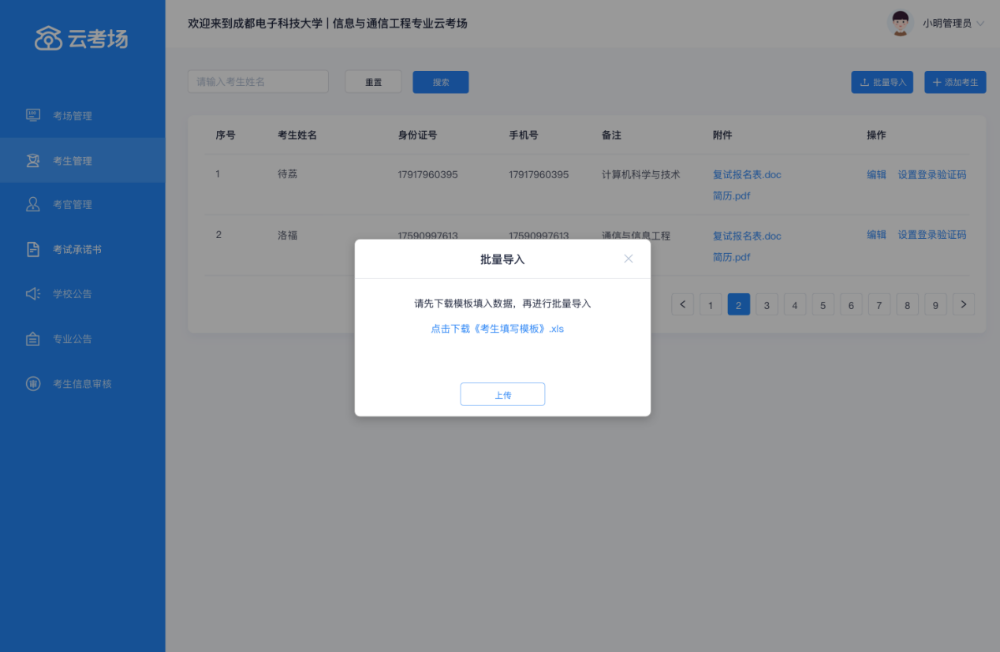 云考场
欢迎来到成都电子科技大学 | 信息与通信工程专业云考场
小明管理员
考场管理
考生管理
考官管理
考试承诺书
学校公告
专业公告
审 考生信息审核
请输入考生姓名 重置 搜索 批量导入 添加考生
序号 考生姓名 身份证号 手机号 备注 附件 操作
1 待荔 17917960395 17917960395 计算机科学与技术 复试报名表.doc 编辑 设置登录验证码
简历.pdf
2 洛福 17590997613 17590997613 通信与信息工程 复试报名表.doc 编辑 设置登录验证码
简历.pdf
< 1 2 3 4 5 6 7 8 9 >
批量导入
请先下载模板填入数据，再进行批量导入
点击下载《考生填写模板》.xls
上传